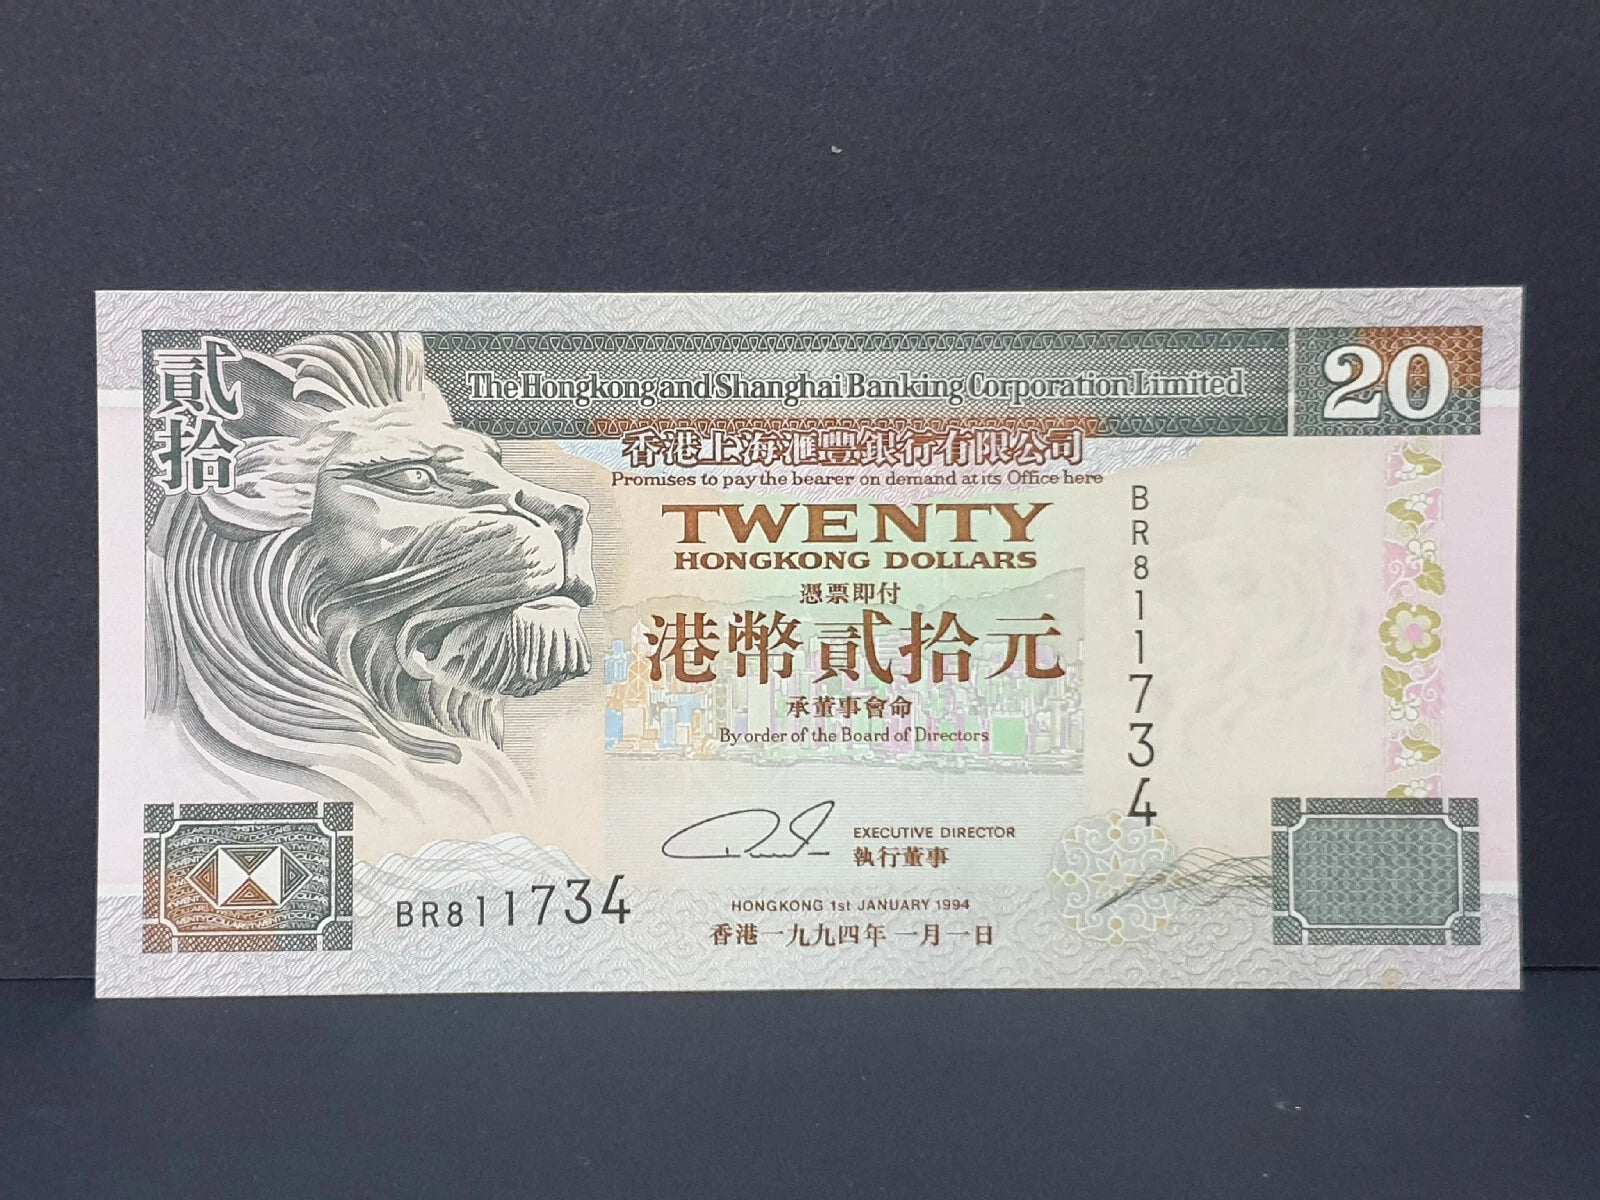 貳拾
The Hongkong and Shanghai Banking Corporation Limited
20
香港上海滙豐銀行有限公司
Promises to pay the bearer on demand at its Office here
TWENTY
HONGKONG DOLLARS
憑票即付
港幣貳拾元
承董事會命
By order of the Board of Directors
BR811734
EXECUTIVE DIRECTOR
執行董事
BR811734
HONGKONG 1st JANUARY 1994
香港一九九四年一月一日